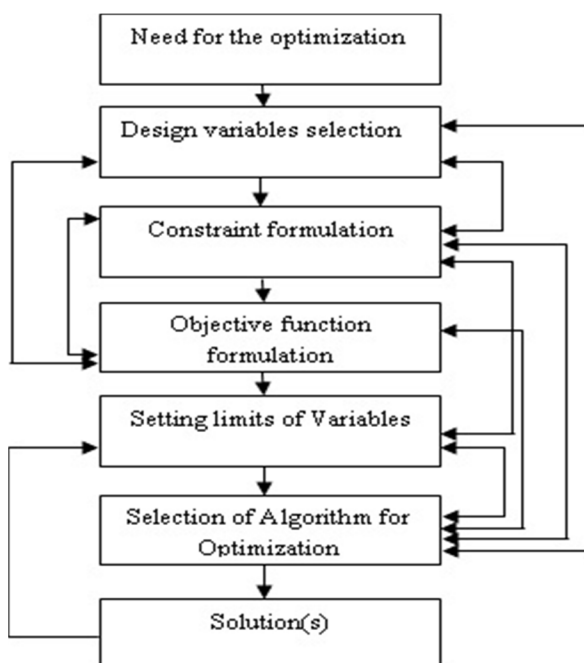 Need for the optimization
Design variables selection
Constraint formulation
Objective function
formulation
Setting limits of Variables
Selection of Algorithm for
Optimization
Solution(s)